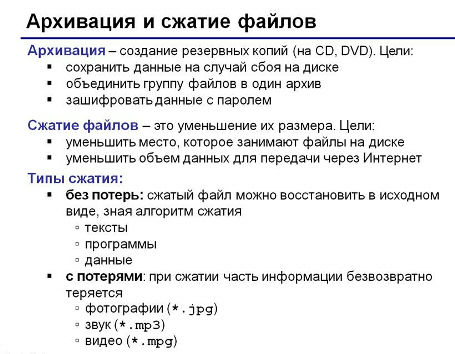 Архивация и сжатие файлов
Архивация – создание резервных копий (на CD, DVD). Цели:
▪ сохранить данные на случай сбоя на диске
▪ объединить группу файлов в один архив
▪ зашифровать данные с паролем
Сжатие файлов – это уменьшение их размера. Цели:
▪ уменьшить место, которое занимают файлы на диске
▪ уменьшить объем данных для передачи через Интернет
Типы сжатия:
▪ без потерь: сжатый файл можно восстановить в исходном
виде, зная алгоритм сжатия
▫ тексты
▫ программы
▫ данные
▪ с потерями: при сжатии часть информации безвозвратно
теряется
▫ фотографии (*.jpg)
▫ звук (*.mp3)
▫ видео (*.mpg)